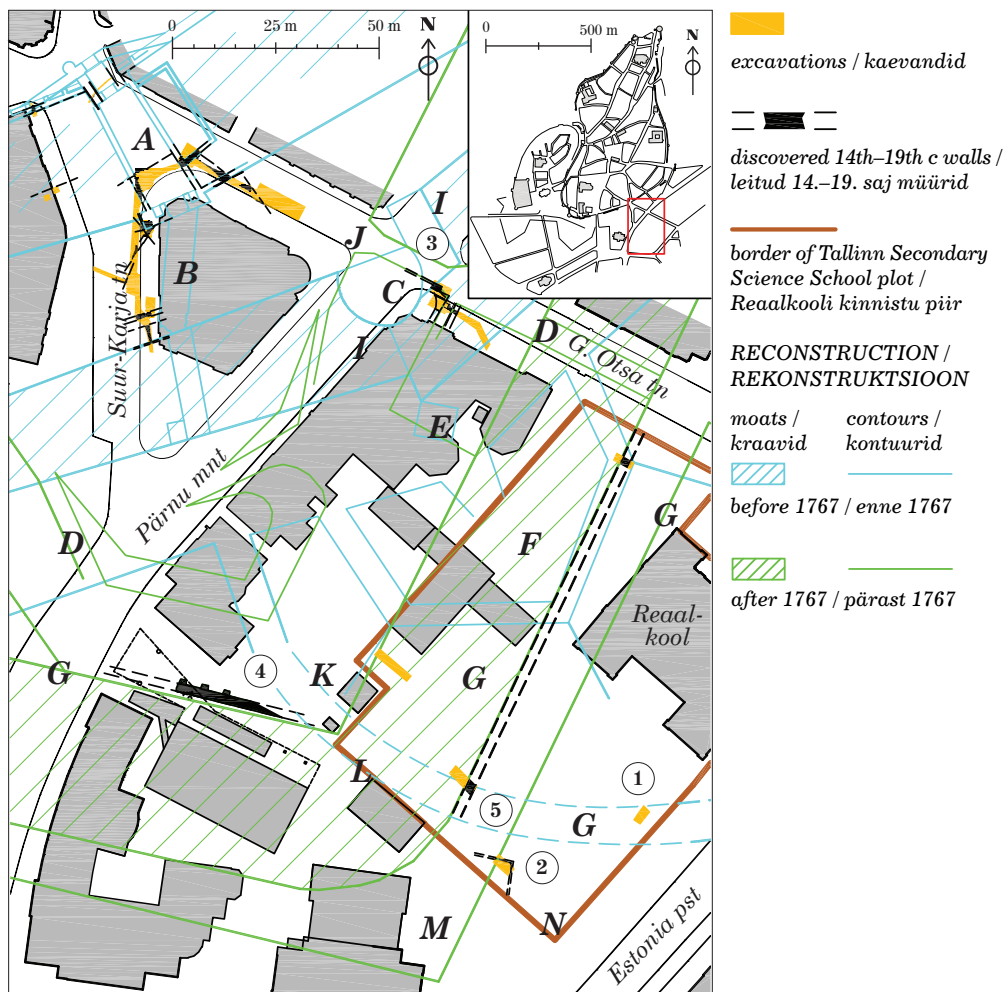 0 25 m 50 m
N
0 500 m
N
A
B
C
D
E
F
G
I
J
3
I
D
G. Otsa tn
Suur-Karja tn
Pärnu mnt
D
G
Reaal-
kool
G
4
K
G
L
5
1
G
2
M
N
Estonia pst
excavations / kaevandid
discovered 14th–19th c walls /
leitud 14.–19. saj müürid
border of Tallinn Secondary
Science School plot /
Reaalkooli kinnistu piir
RECONSTRUCTION /
REKONSTRUKTSIOON
moats / contours /
kraavid kontuurid
before 1767 / enne 1767
after 1767 / pärast 1767